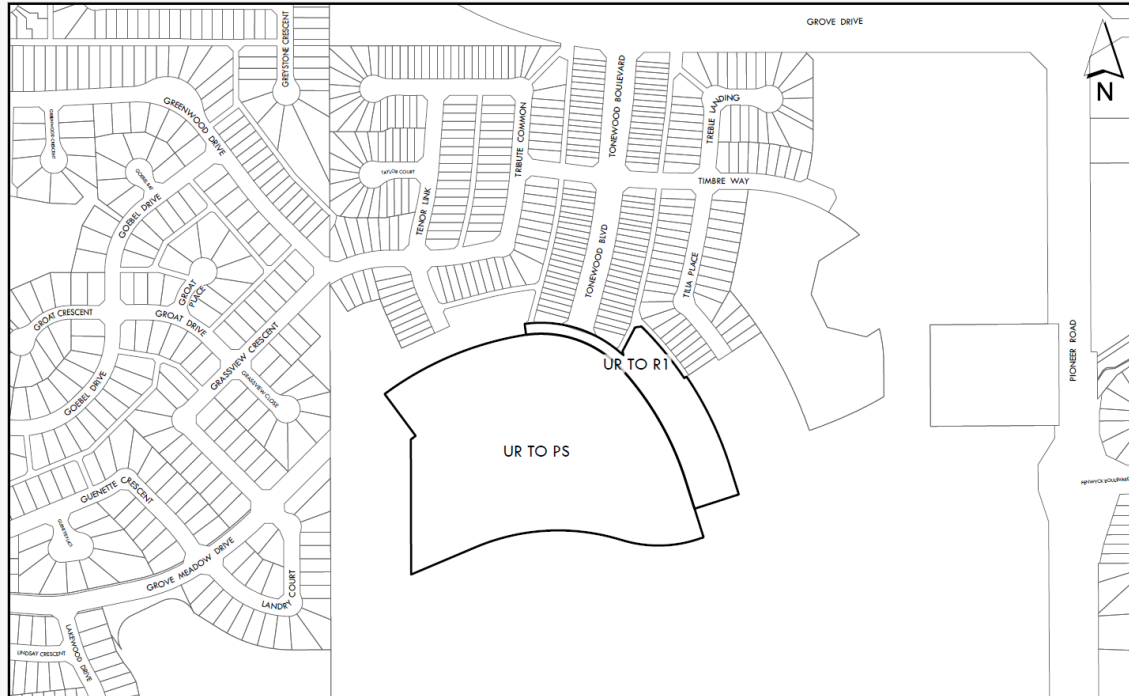 GROVE DRIVE
N
GREYSTONE CRESCENT
GREENWOOD DRIVE
TONEWOOD BOULEVARD
TRIBUTE COMMON
TREBLE LANDING
TAYLOR COURT
TIMBRE WAY
GOEBEL DRIVE
TENOR LINK
TONEWOOD BLVD
TILIA PLACE
GROAT PLACE
GROAT CRESCENT
GROAT DRIVE
GRASSVIEW CRESCENT
GRASSVIEW CLOSE
GOEBEL DRIVE
PIONEER ROAD
UR TO R1
UR TO PS
GUENETTE CRESCENT
GROVE MEADOW DRIVE
LANDRY COURT
LAKEWOOD DRIVE
LINDSAY CRESCENT